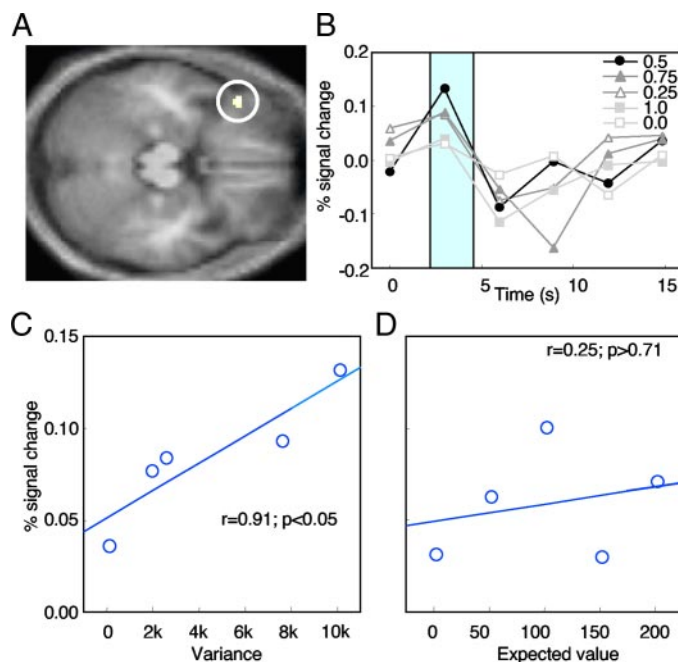 A
B
0.2
0.1
0.0
-0.1
-0.2
% signal change
0.5
0.75
0.25
1.0
0.0
0
5
10
15
Time (s)
C
D
0.15
0.10
0.05
0.00
% signal change
r=0.91; p<0.05
r=0.25; p>0.71
0
2k
4k
6k
8k
10k
0
50
100
150
200
Variance
Expected value